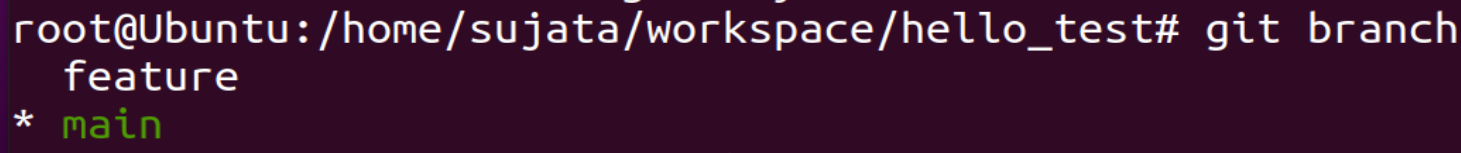 root@Ubuntu:/home/sujata/workspace/hello_test# git branch
  feature
* main